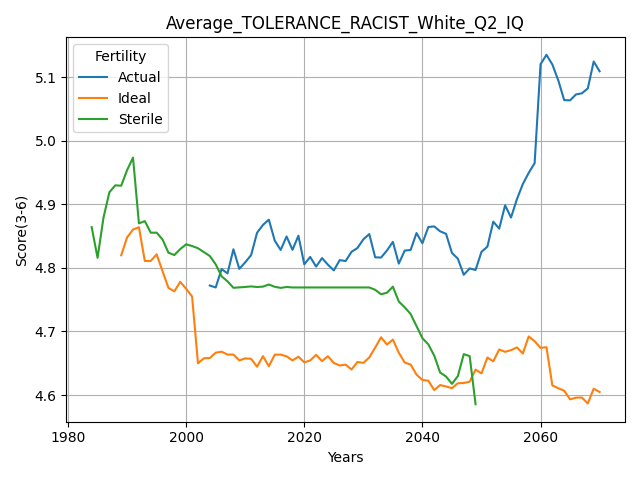 Average_TOLERANCE_RACIST_White_Q2_IQ
Fertility
Actual
Ideal
Sterile
Score(3-6)
5.1
5.0
4.9
4.8
4.7
4.6
1980 2000 2020 2040 2060
Years